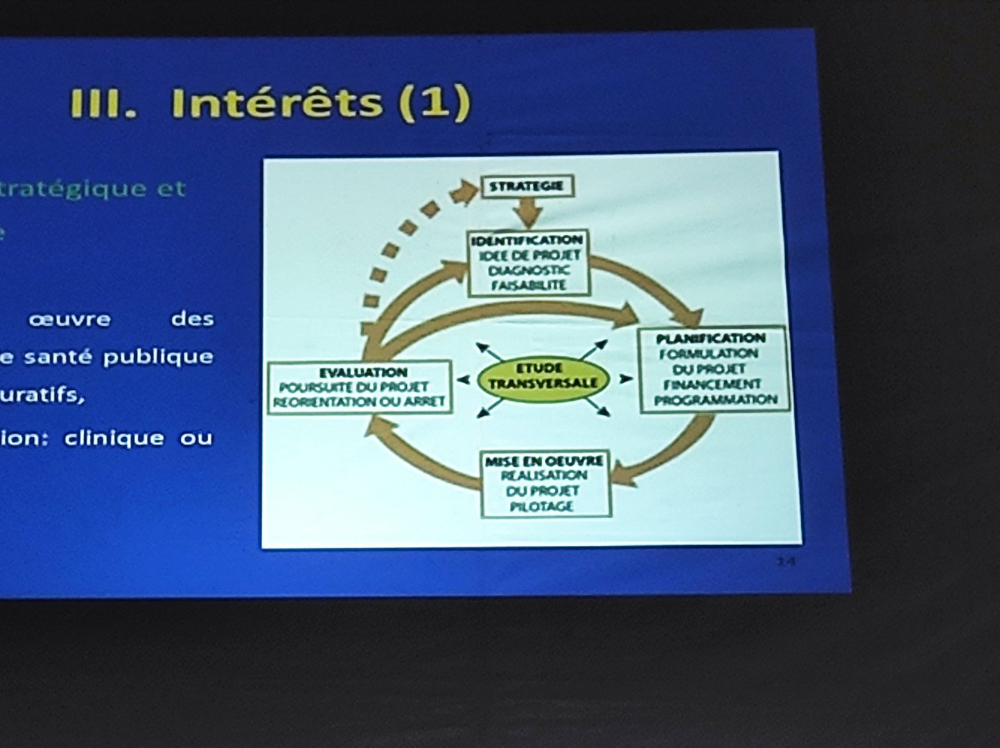 III. Intérêts (1)
tratégique et
e
œuvre des
e santé publique
uratifs,
ion: clinique ou
STRATEGIE
IDENTIFICATION
IDEE DE PROJET
DIAGNOSTIC
FAISABILITE
PLANIFICATION
FORMULATION
DU PROJET
FINANCEMENT
PROGRAMMATION
ETUDE
TRANSVERSALE
EVALUATION
POURSUITE DU PROJET
REORIENTATION OU ARRET
MISE EN OEUVRE
REALISATION
DU PROJET
PILOTAGE
14